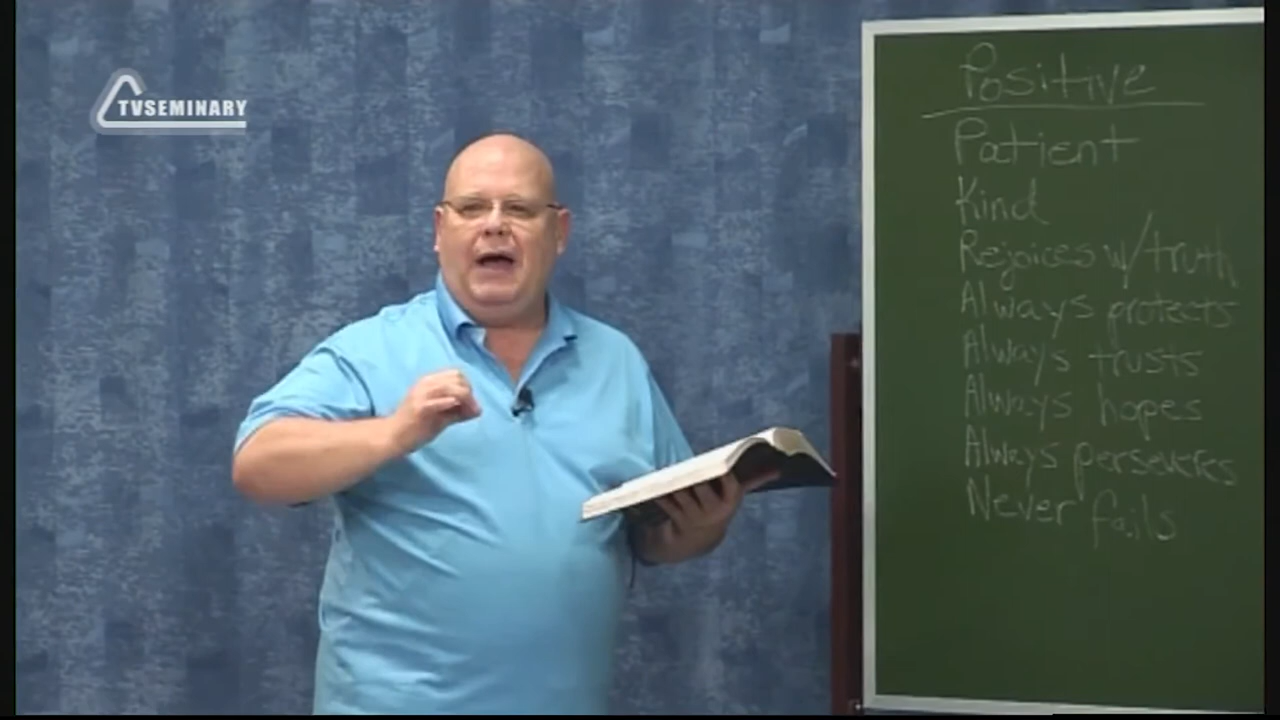 TVSEMINARY
Positive
Patient
Kind
Rejoices w/truth
Always protects
Always trusts
Always hopes
Always perseveres
Never fails